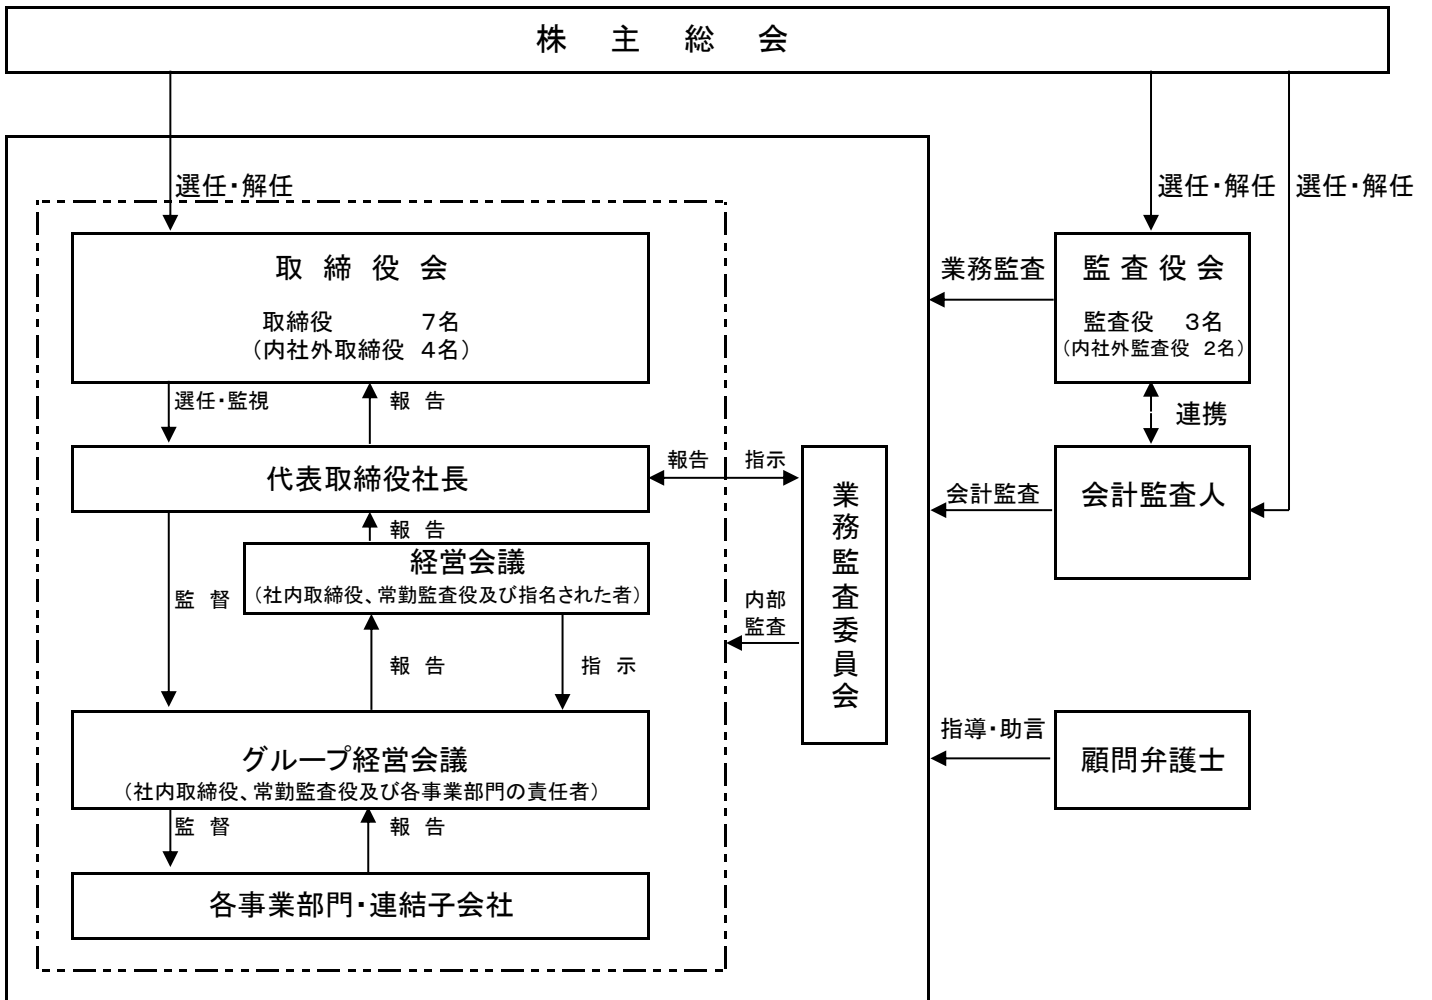 株 主 総 会
選任・解任
選任・解任
選任・解任
取 締 役 会
取締役 7名
(内社外取締役 4名)
業務監査
監 査 役 会
監査役 3名
(内社外監査役 2名)
選任・監視
報 告
連携
代表取締役社長
報告
指示
業務監査委員会
会計監査
会計監査人
報 告
経営会議
(社内取締役、常勤監査役及び指名された者)
監 督
内部
監査
報 告
指 示
グループ経営会議
(社内取締役、常勤監査役及び各事業部門の責任者)
指導・助言
顧問弁護士
監 督
報 告
各事業部門・連結子会社